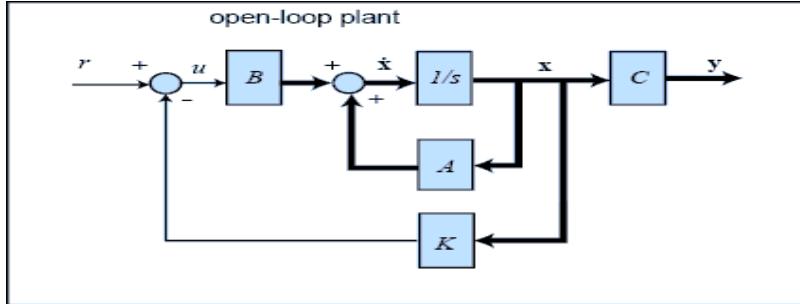 open-loop plant
r + u B + ẋ 1/s x C y
- +
A
K